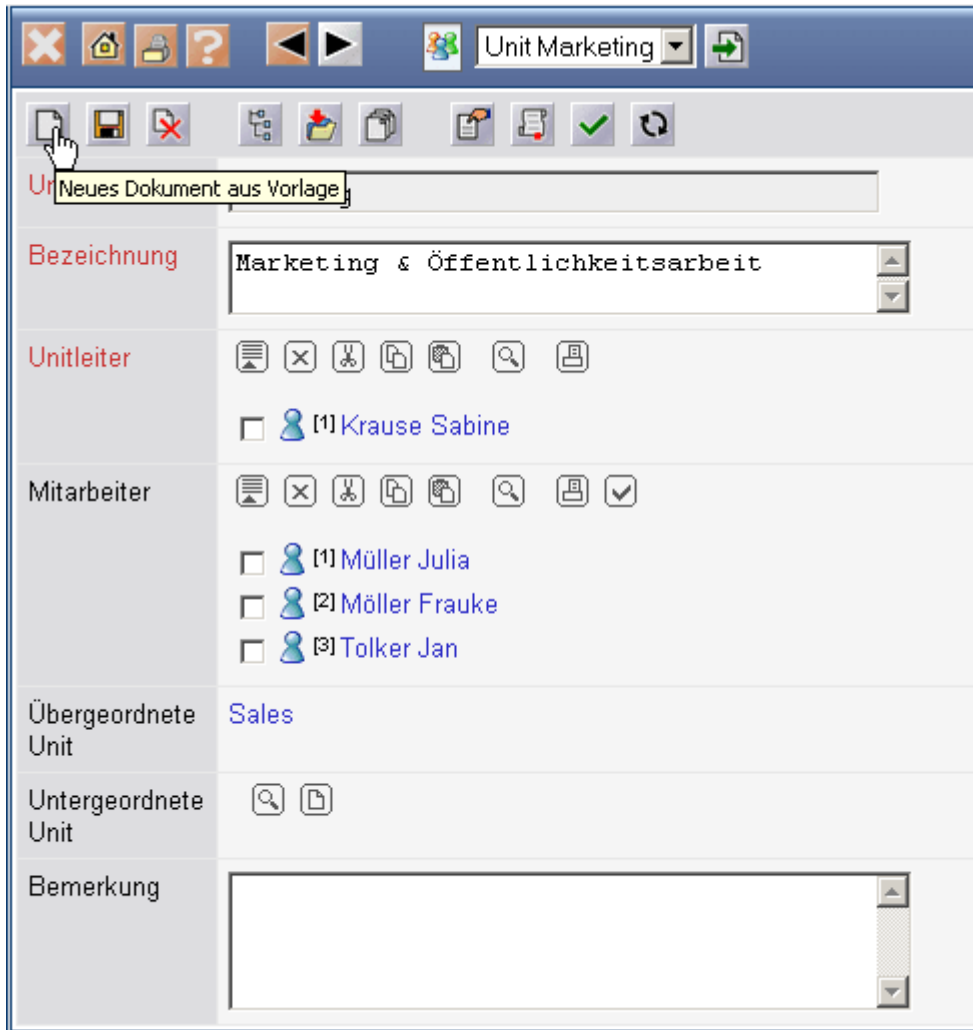 Unit Marketing
Neues Dokument aus Vorlage
Bezeichnung
Marketing & Öffentlichkeitsarbeit
Unitleiter
[1] Krause Sabine
Mitarbeiter
[1] Müller Julia
[2] Möller Frauke
[3] Tolker Jan
Übergeordnete
Unit
Sales
Untergeordnete
Unit
Bemerkung